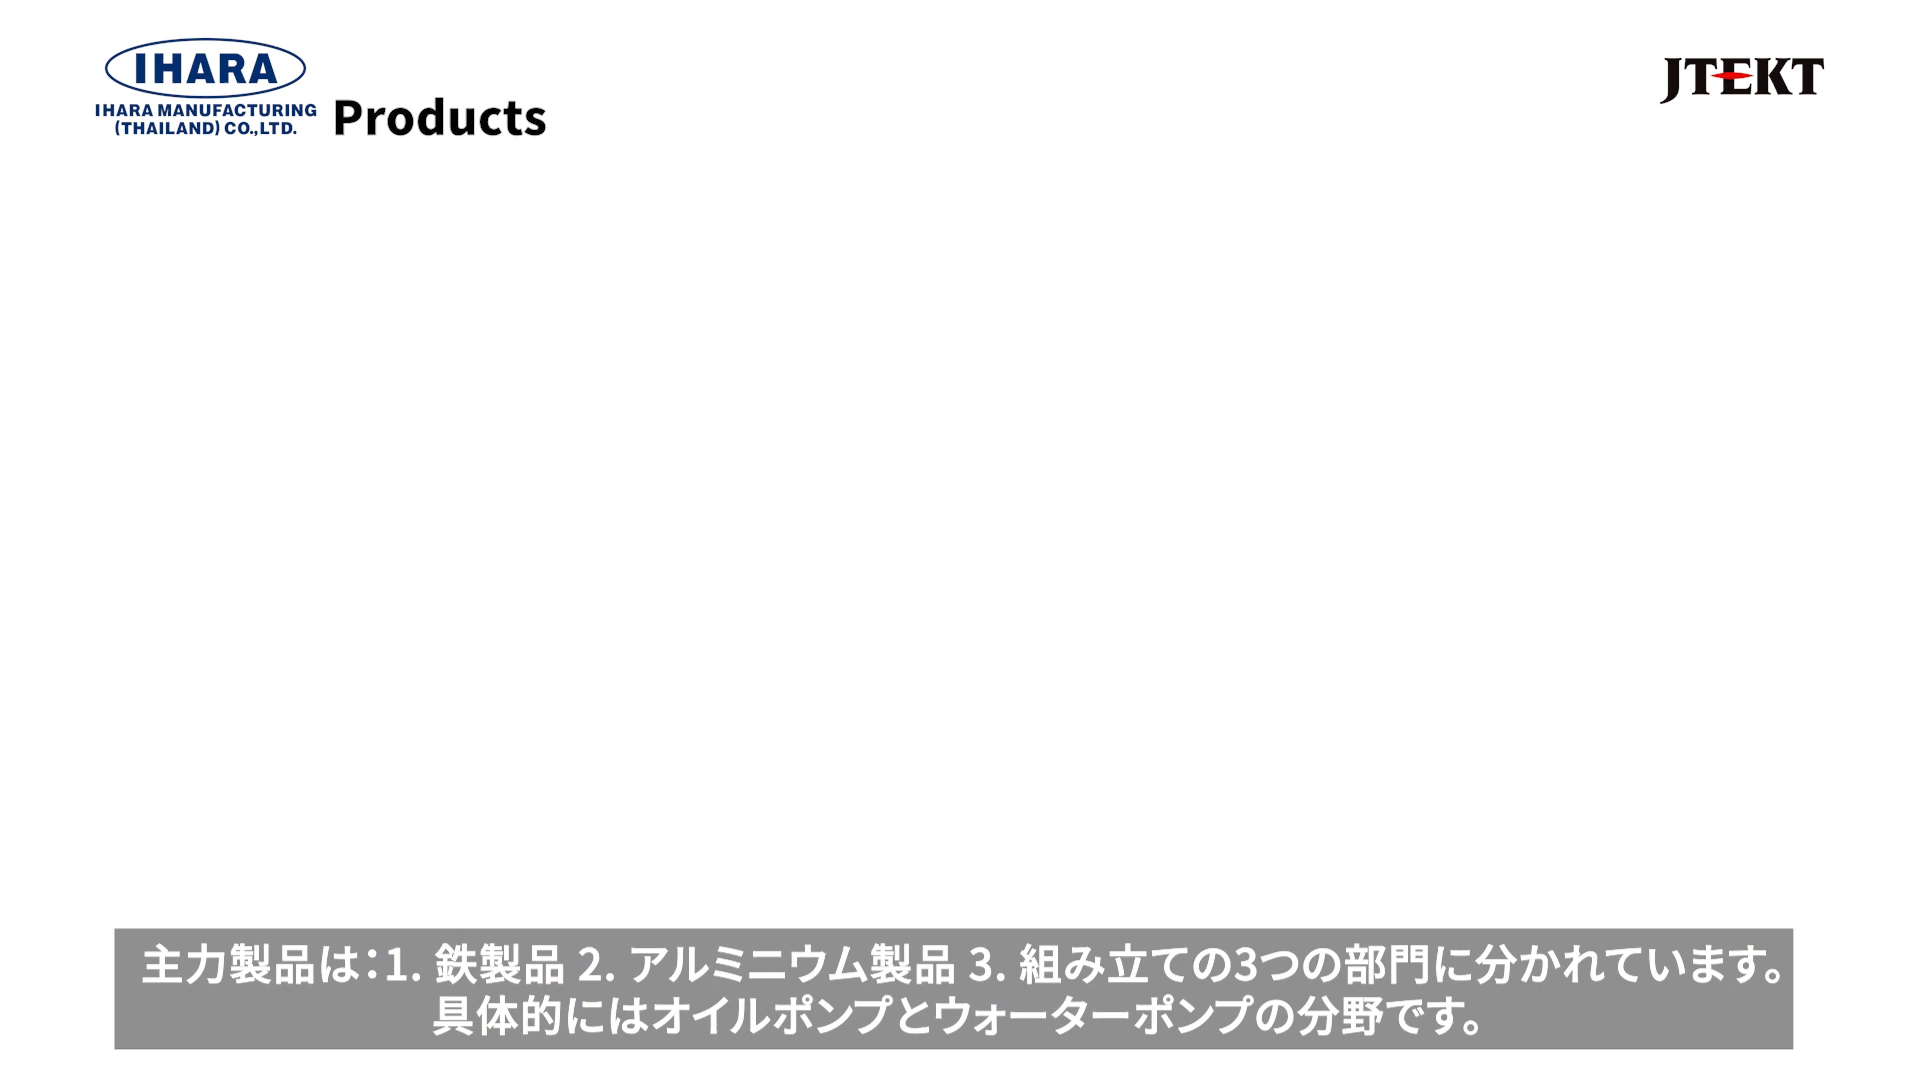 IHARA
IHARA MANUFACTURING
(THAILAND) CO.,LTD.
Products
JTEKT
主力製品は：1. 鉄製品 2. アルミニウム製品 3. 組み立ての3つの部門に分かれています。
具体的にはオイルポンプとウォーターポンプの分野です。